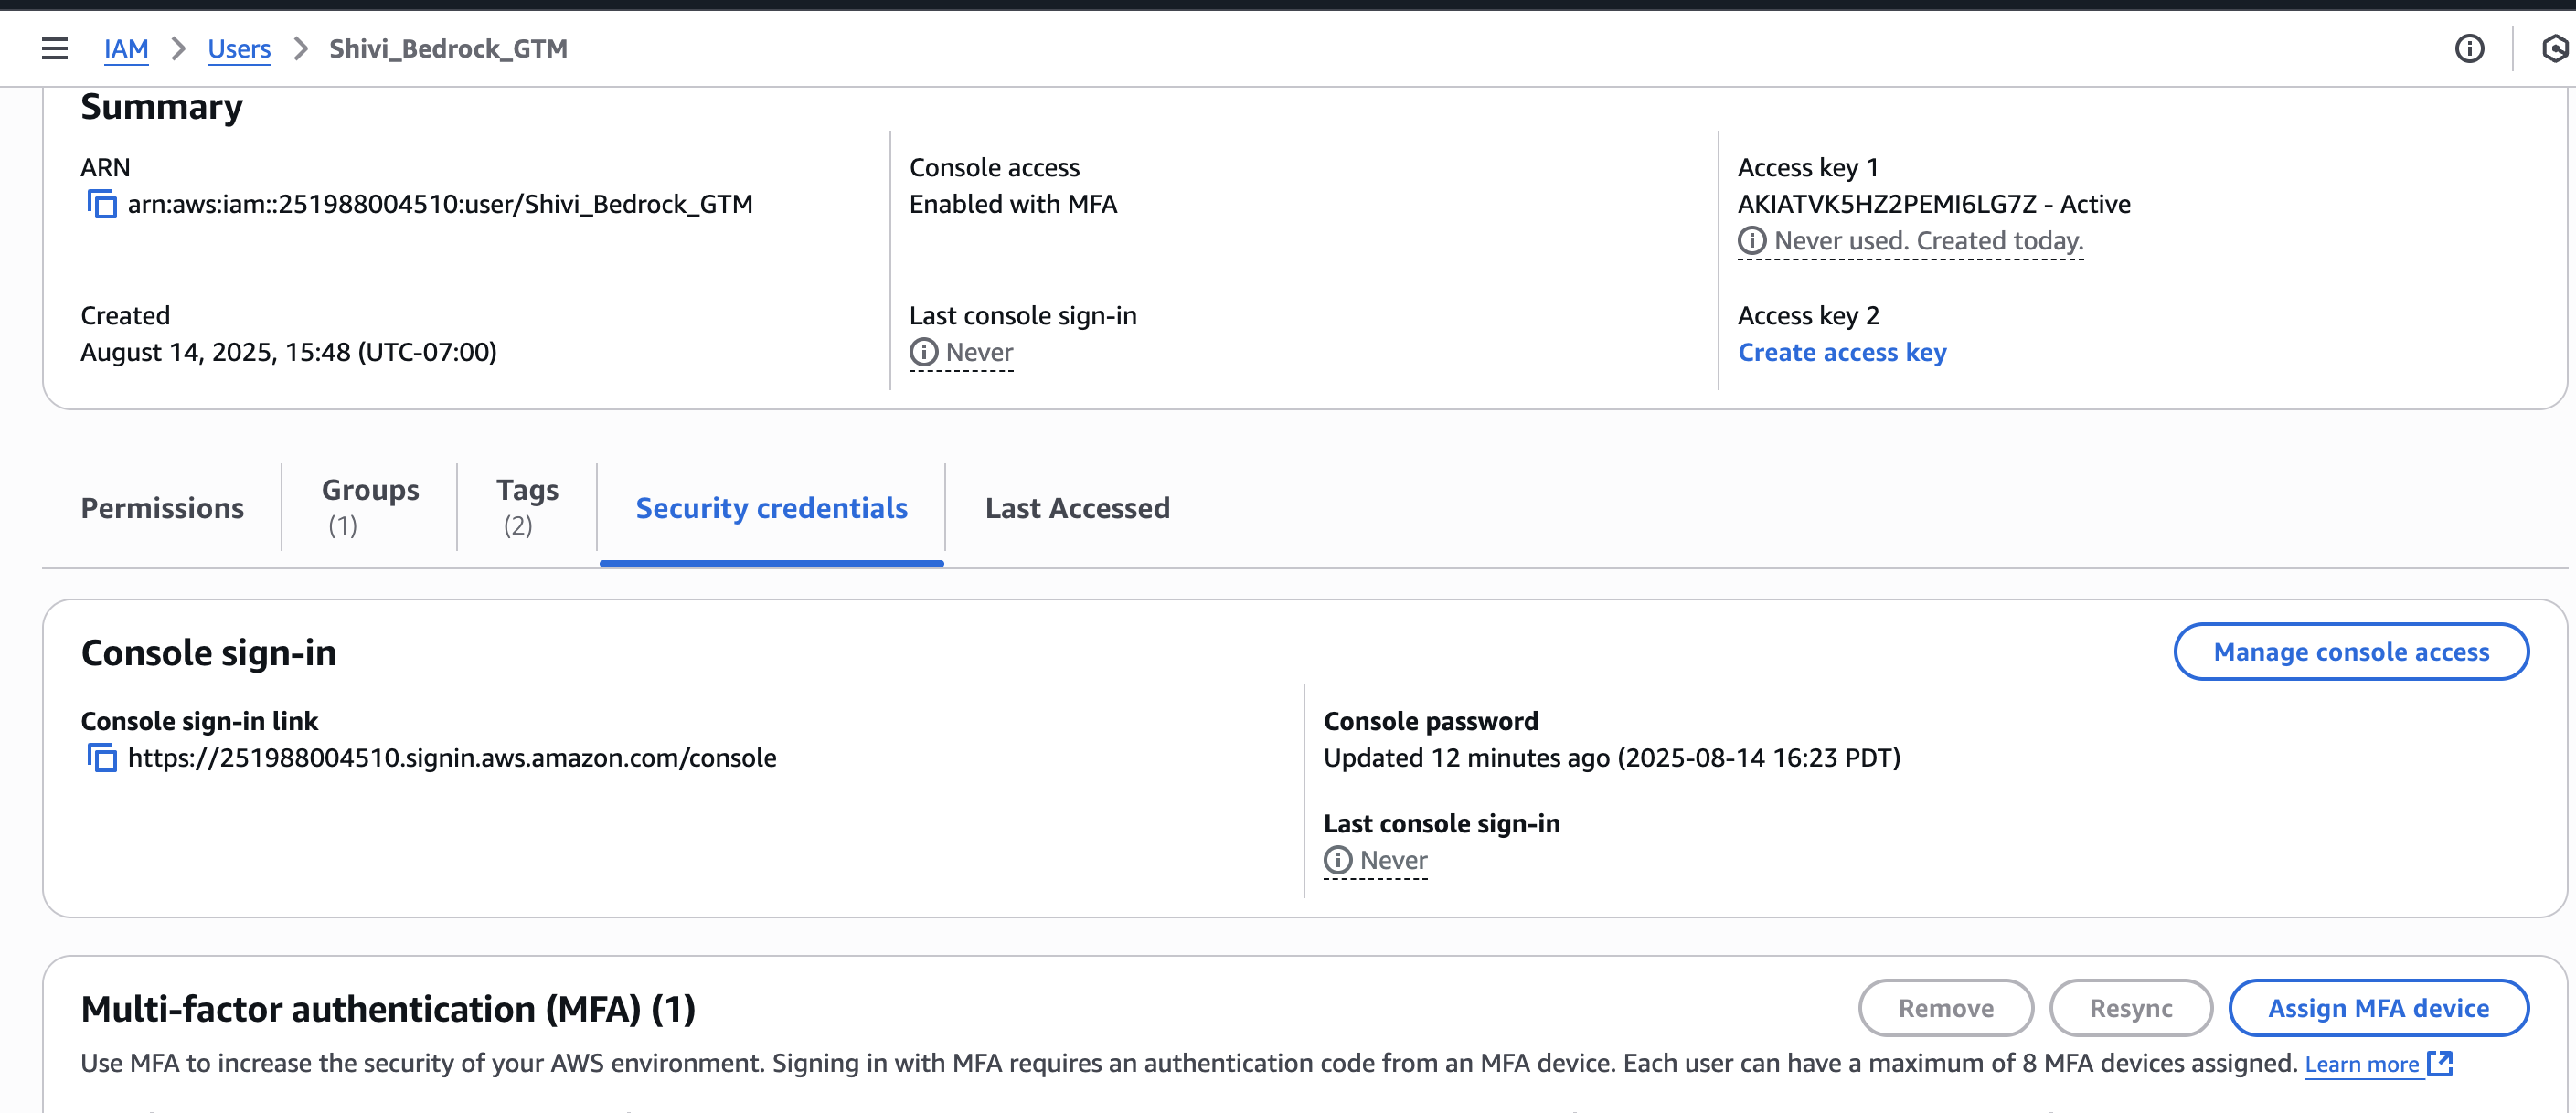 IAM > Users > Shivi_Bedrock_GTM
Summary
ARN
arn:aws:iam::251988004510:user/Shivi_Bedrock_GTM
Console access
Enabled with MFA
Access key 1
AKIATVK5HZ2PEMI6LG7Z - Active
Never used. Created today.
Created
August 14, 2025, 15:48 (UTC-07:00)
Last console sign-in
Never
Access key 2
Create access key
Permissions
Groups
(1)
Tags
(2)
Security credentials
Last Accessed
Console sign-in
Manage console access
Console sign-in link
https://251988004510.signin.aws.amazon.com/console
Console password
Updated 12 minutes ago (2025-08-14 16:23 PDT)
Last console sign-in
Never
Multi-factor authentication (MFA) (1)
Remove
Resync
Assign MFA device
Use MFA to increase the security of your AWS environment. Signing in with MFA requires an authentication code from an MFA device. Each user can have a maximum of 8 MFA devices assigned. Learn more